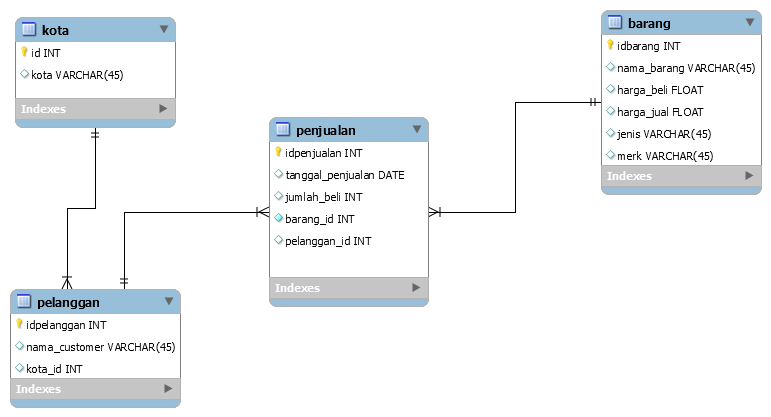 kota
id INT
kota VARCHAR(45)
Indexes
pelanggan
idpelanggan INT
nama_customer VARCHAR(45)
kota_id INT
Indexes
penjualan
idpenjualan INT
tanggal_penjualan DATE
jumlah_beli INT
barang_id INT
pelanggan_id INT
Indexes
barang
idbarang INT
nama_barang VARCHAR(45)
harga_beli FLOAT
harga_jual FLOAT
jenis VARCHAR(45)
merk VARCHAR(45)
Indexes